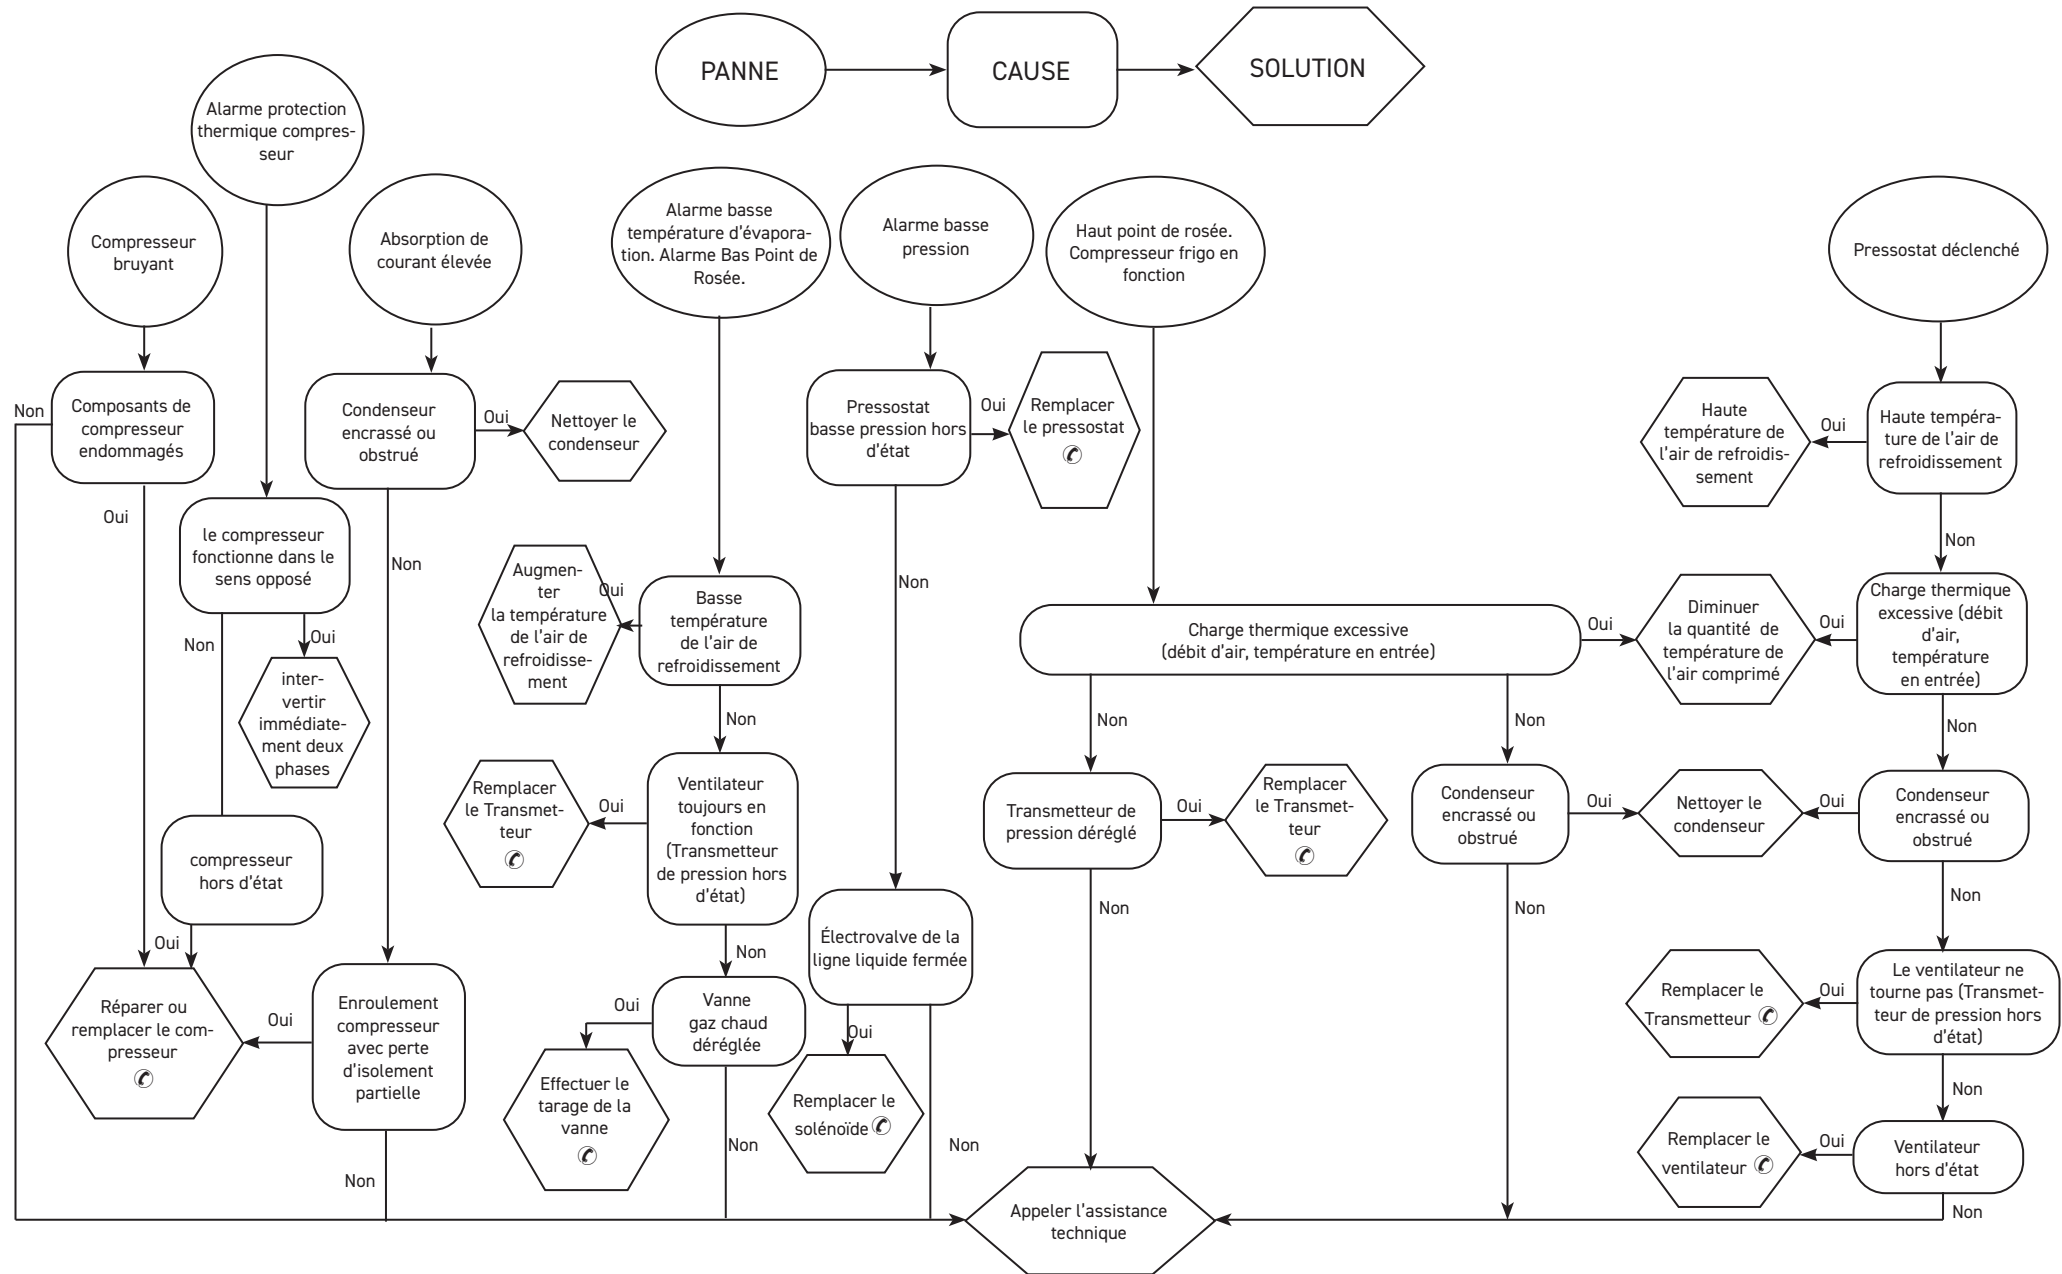 PANNE
CAUSE
SOLUTION
Alarme protection
thermique compres-
seur
Compresseur
bruyant
Absorption de
courant élevée
Alarme basse
température d'évapora-
tion. Alarme Bas Point de
Rosée.
Alarme basse
pression
Haut point de rosée.
Compresseur frigo en
fonction
Pressostat déclenché
Non
Composants de
compresseur
endommagés
Oui
Condenseur
encrassé ou
obstrué
Oui
Nettoyer le
condenseur
Non
Pressostat
basse pression hors
d'état
Oui
Remplacer
le pressostat
✆
Non
Haute
température de
l'air de refroidis-
sement
Oui
Haute tempéra-
ture de l'air de
refroidissement
Non
le compresseur
fonctionne dans le
sens opposé
Non
Oui
inter-
vertir
immédiate-
ment deux
phases
Augmen-
ter
la température
de l'air de
refroidisse-
ment
Oui
Basse
température
de l'air de
refroidissement
Non
Charge thermique excessive
(débit d'air, température en entrée)
Oui
Diminuer
la quantité de
température de
l'air comprimé
Oui
Charge thermique
excessive (débit
d'air,
température
en entrée)
Non
Non
Non
Remplacer
le Transmet-
teur
✆
Oui
Ventilateur
toujours en
fonction
(Transmetteur
de pression hors
d'état)
Non
Transmetteur de
pression déréglé
Oui
Remplacer
le Transmet-
teur
✆
Non
Condenseur
encrassé ou
obstrué
Oui
Nettoyer le
condenseur
Oui
Condenseur
encrassé ou
obstrué
Non
Non
compresseur
hors d'état
Oui
Réparer ou
remplacer le com-
presseur
✆
Oui
Enroulement
compresseur
avec perte
d'isolement
partielle
Non
Oui
Vanne
gaz chaud
déréglée
Effectuer le
tarage de la
vanne
✆
Non
Électrovalve de la
ligne liquide fermée
Oui
Remplacer le
solénoïde ✆
Non
Remplacer le
Transmetteur ✆
Oui
Le ventilateur ne
tourne pas (Transmet-
teur de pression hors
d'état)
Non
Remplacer le
ventilateur ✆
Oui
Ventilateur
hors d'état
Non
Appeler l'assistance
technique